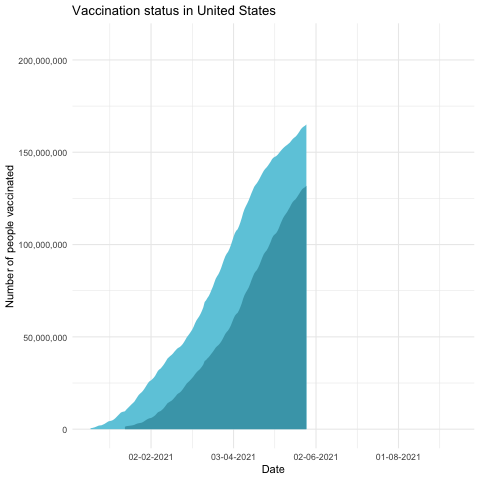 Vaccination status in United States
Number of people vaccinated
200,000,000
150,000,000
100,000,000
50,000,000
0
02-02-2021 03-04-2021 02-06-2021 01-08-2021
Date